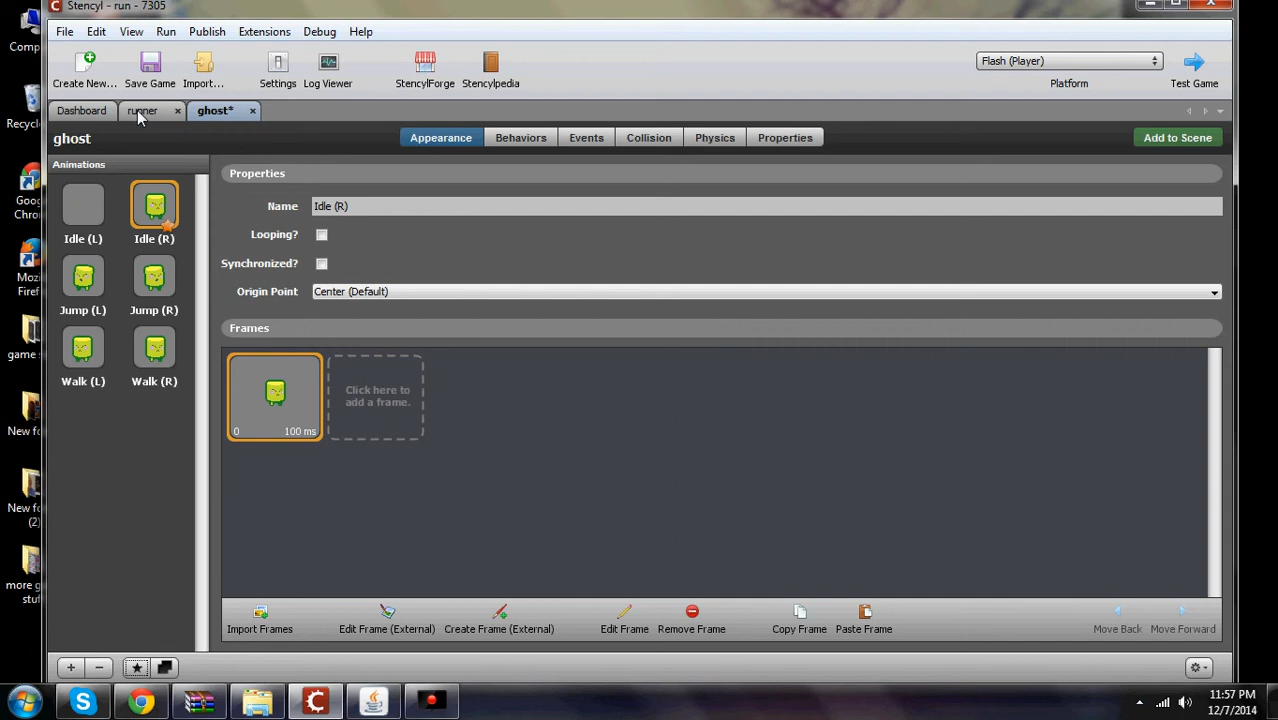 Stencyl - run - 7305
File Edit View Run Publish Extensions Debug Help
Create New... Save Game Import... Settings Log Viewer StencylForge Stencylpedia
Flash (Player)
Platform
Test Game
Dashboard runner ghost*
ghost
Appearance Behaviors Events Collision Physics Properties
Add to Scene
Animations
Idle (L) Idle (R)
Jump (L) Jump (R)
Walk (L) Walk (R)
Properties
Name Idle (R)
Looping?
Synchronized?
Origin Point Center (Default)
Frames
0 100 ms
Click here to
add a frame.
Import Frames Edit Frame (External) Create Frame (External) Edit Frame Remove Frame Copy Frame Paste Frame Move Back Move Forward
Comp
Recycl
Goog
Chro
Mozi
Firef
game s
New fo
New fo
(2)
more g
stu
11:57 PM
12/7/2014